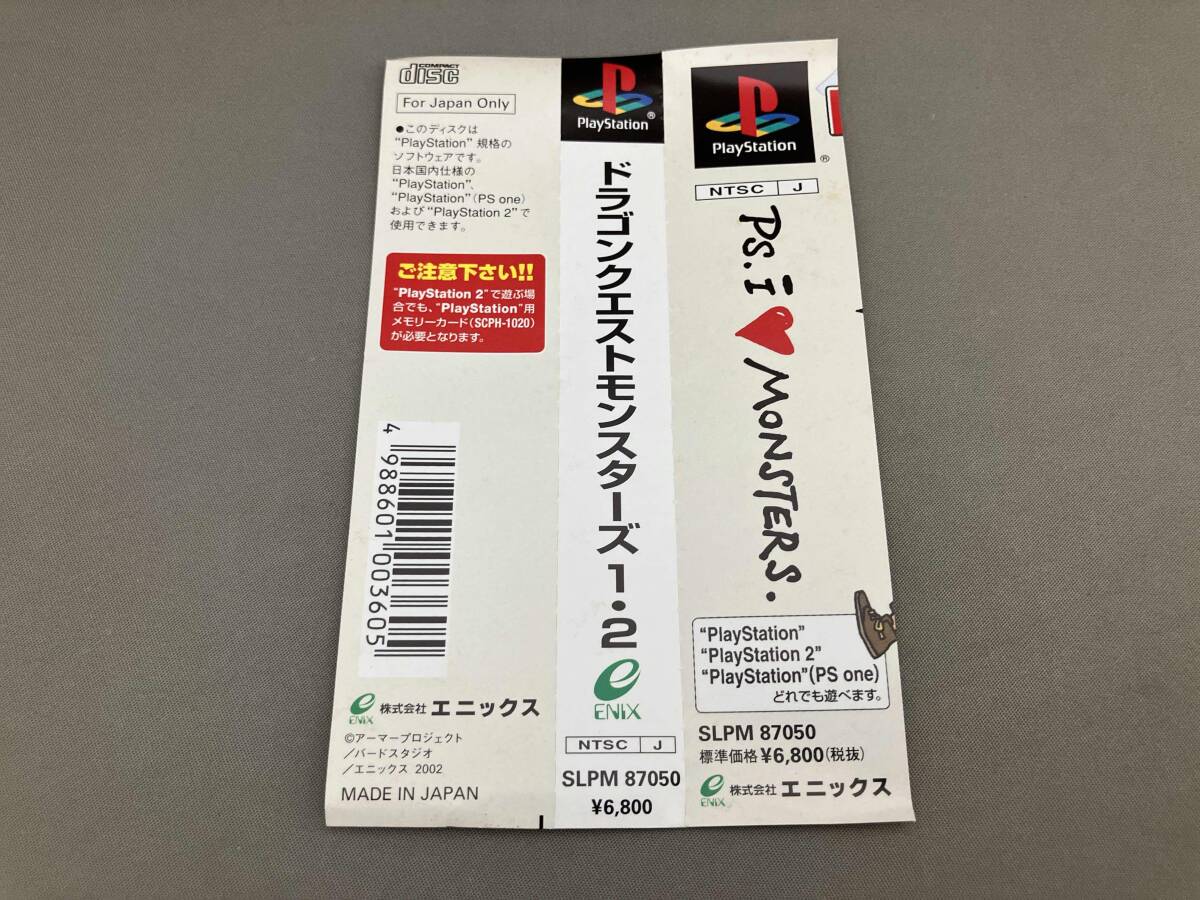 COMPACT
disc
For Japan Only
●このディスクは
"PlayStation" 規格の
ソフトウェアです。
日本国内仕様の
"PlayStation"、
"PlayStation"(PS one)
および"PlayStation 2"で
使用できます。
ご注意下さい!!
"PlayStation 2"で遊ぶ場
合でも、"PlayStation"用
メモリーカード(SCPH-1020)
が必要となります。
4 988601 003605
ENIX
株式会社 エニックス
©アーマープロジェクト
/バードスタジオ
/エニックス 2002
MADE IN JAPAN
PlayStation®
ドラゴンクエストモンスターズ1・2
ENIX
NTSC J
SLPM 87050
¥6,800
PlayStation
®
NTSC J
Ps. i ♥ MONSTERS.
"PlayStation"
"PlayStation 2"
"PlayStation"(PS one)
どれでも遊べます。
SLPM 87050
標準価格 ¥6,800(税抜)
ENIX
株式会社 エニックス